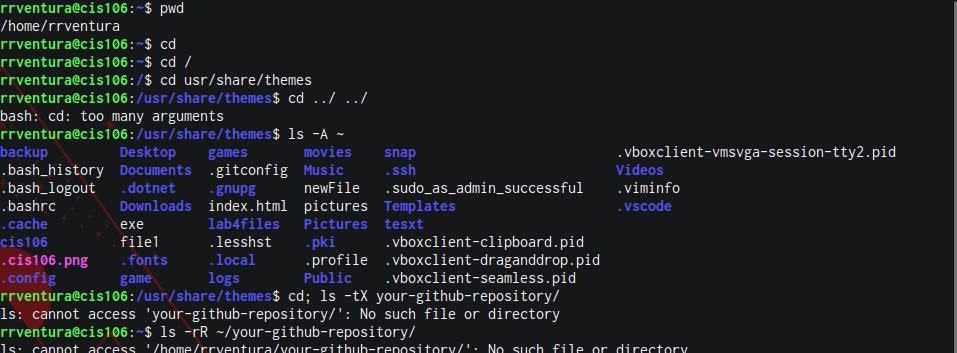 rrventura@cis106:~$ pwd
/home/rrventura
rrventura@cis106:~$ cd
rrventura@cis106:~$ cd /
rrventura@cis106:/$ cd usr/share/themes
rrventura@cis106:/usr/share/themes$ cd ../ ../
bash: cd: too many arguments
rrventura@cis106:/usr/share/themes$ ls -A ~
backup Desktop games movies snap .vboxclient-vmsvga-session-tty2.pid
.bash_history Documents .gitconfig Music .ssh Videos
.bash_logout .dotnet .gnupg newFile .sudo_as_admin_successful .viminfo
.bashrc Downloads index.html pictures Templates .vscode
.cache exe lab4files Pictures tesxt
cis106 file1 .lesshst .pki .vboxclient-clipboard.pid
.cis106.png .fonts .local .profile .vboxclient-draganddrop.pid
.config game logs Public .vboxclient-seamless.pid
rrventura@cis106:/usr/share/themes$ cd; ls -tX your-github-repository/
ls: cannot access 'your-github-repository/': No such file or directory
rrventura@cis106:~$ ls -rR ~/your-github-repository/
ls: cannot access '/home/rrventura/your-github-repository/': No such file or directory